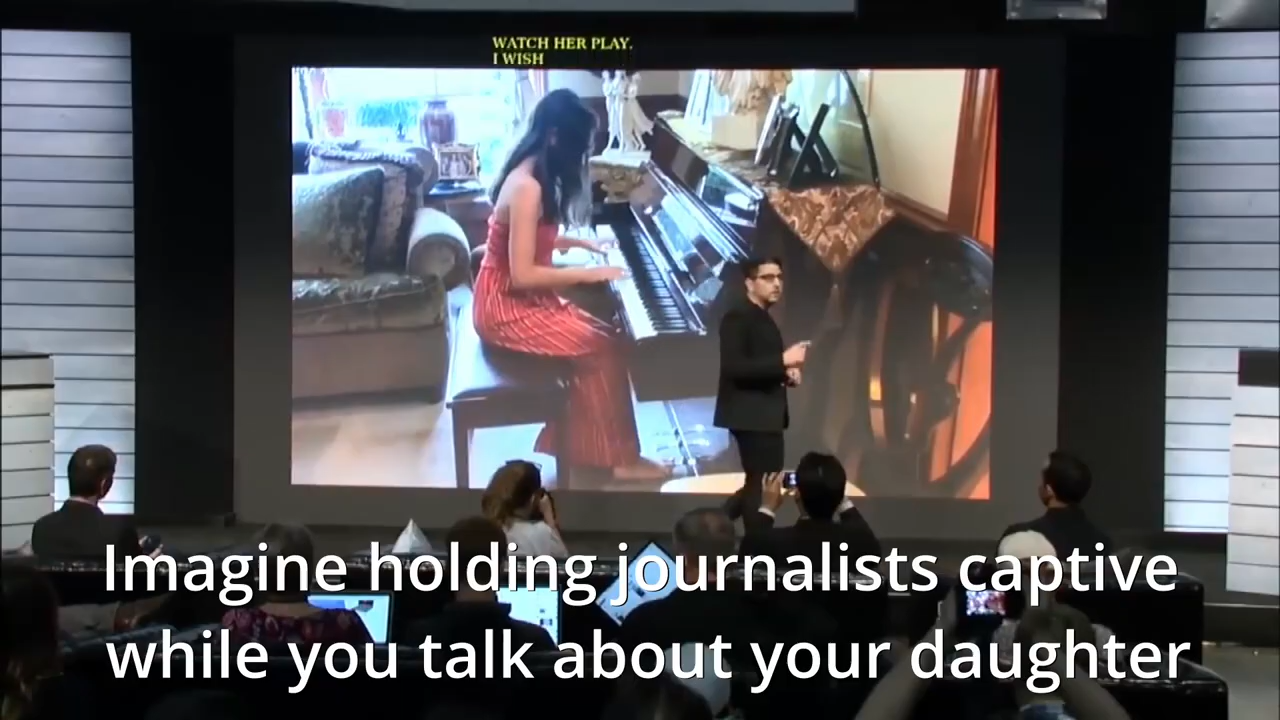 WATCH HER PLAY.
I WISH
Imagine holding journalists captive
while you talk about your daughter